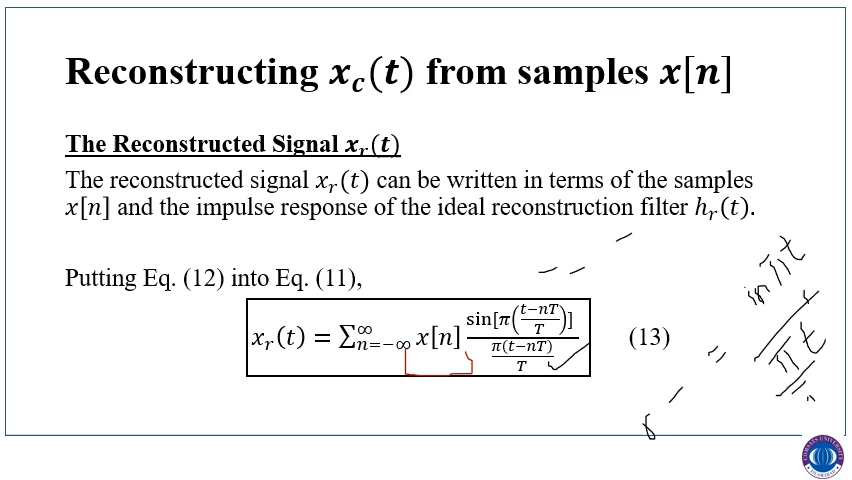 Reconstructing x_c(t) from samples x[n]
The Reconstructed Signal x_r(t)
The reconstructed signal x_r(t) can be written in terms of the samples
x[n] and the impulse response of the ideal reconstruction filter h_r(t).
Putting Eq. (12) into Eq. (11),
x_r(t) = ∑_{n=−∞}^{∞} x[n] sin[π((t−nT)/T)] / (π(t−nT)/T) (13)
πt
πt